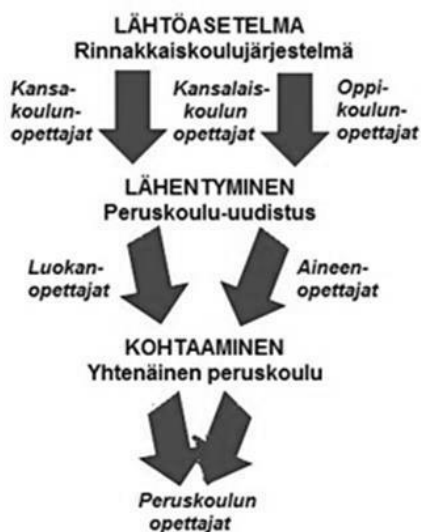 LÄHTÖASETELMA
Rinnakkaiskoulujärjestelmä
Kansa-
koulun-
opettajat
Kansalais-
koulun
opettajat
Oppi-
koulun-
opettajat
LÄHENTYMINEN
Peruskoulu-uudistus
Luokan-
opettajat
Aineen-
opettajat
KOHTAAMINEN
Yhtenäinen peruskoulu
Peruskoulun
opettajat